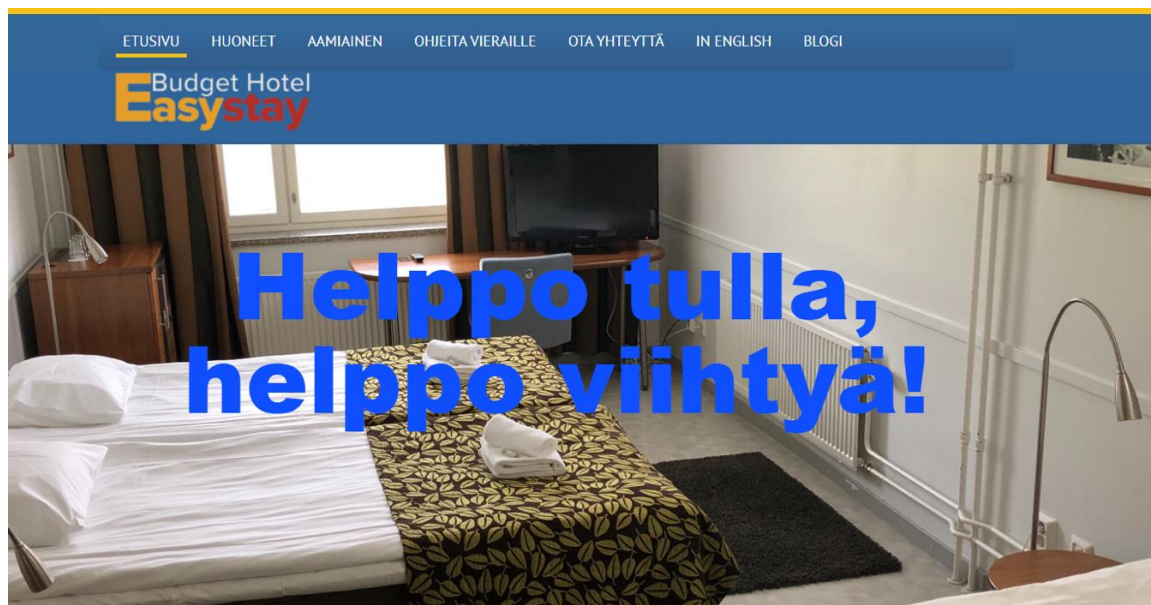 ETUSIVU HUONEET AAMIAINEN OHJEITA VIERAILLE OTA YHTEYTTÄ IN ENGLISH BLOGI
Budget Hotel
Easystay
Helppo tulla,
helppo viihtyä!